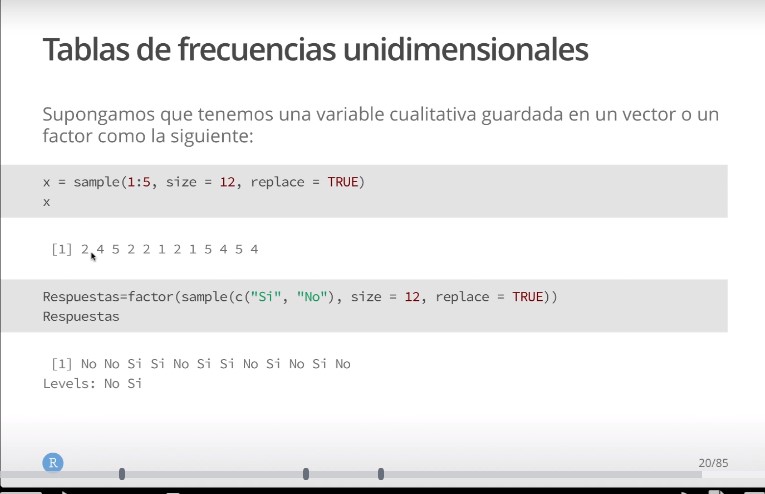 Tablas de frecuencias unidimensionales
Supongamos que tenemos una variable cualitativa guardada en un vector o un
factor como la siguiente:
x = sample(1:5, size = 12, replace = TRUE)
x
[1] 2 4 5 2 2 1 2 1 5 4 5 4
Respuestas=factor(sample(c("Si", "No"), size = 12, replace = TRUE))
Respuestas
[1] No No Si Si No Si Si No Si No Si No
Levels: No Si
R
20/85